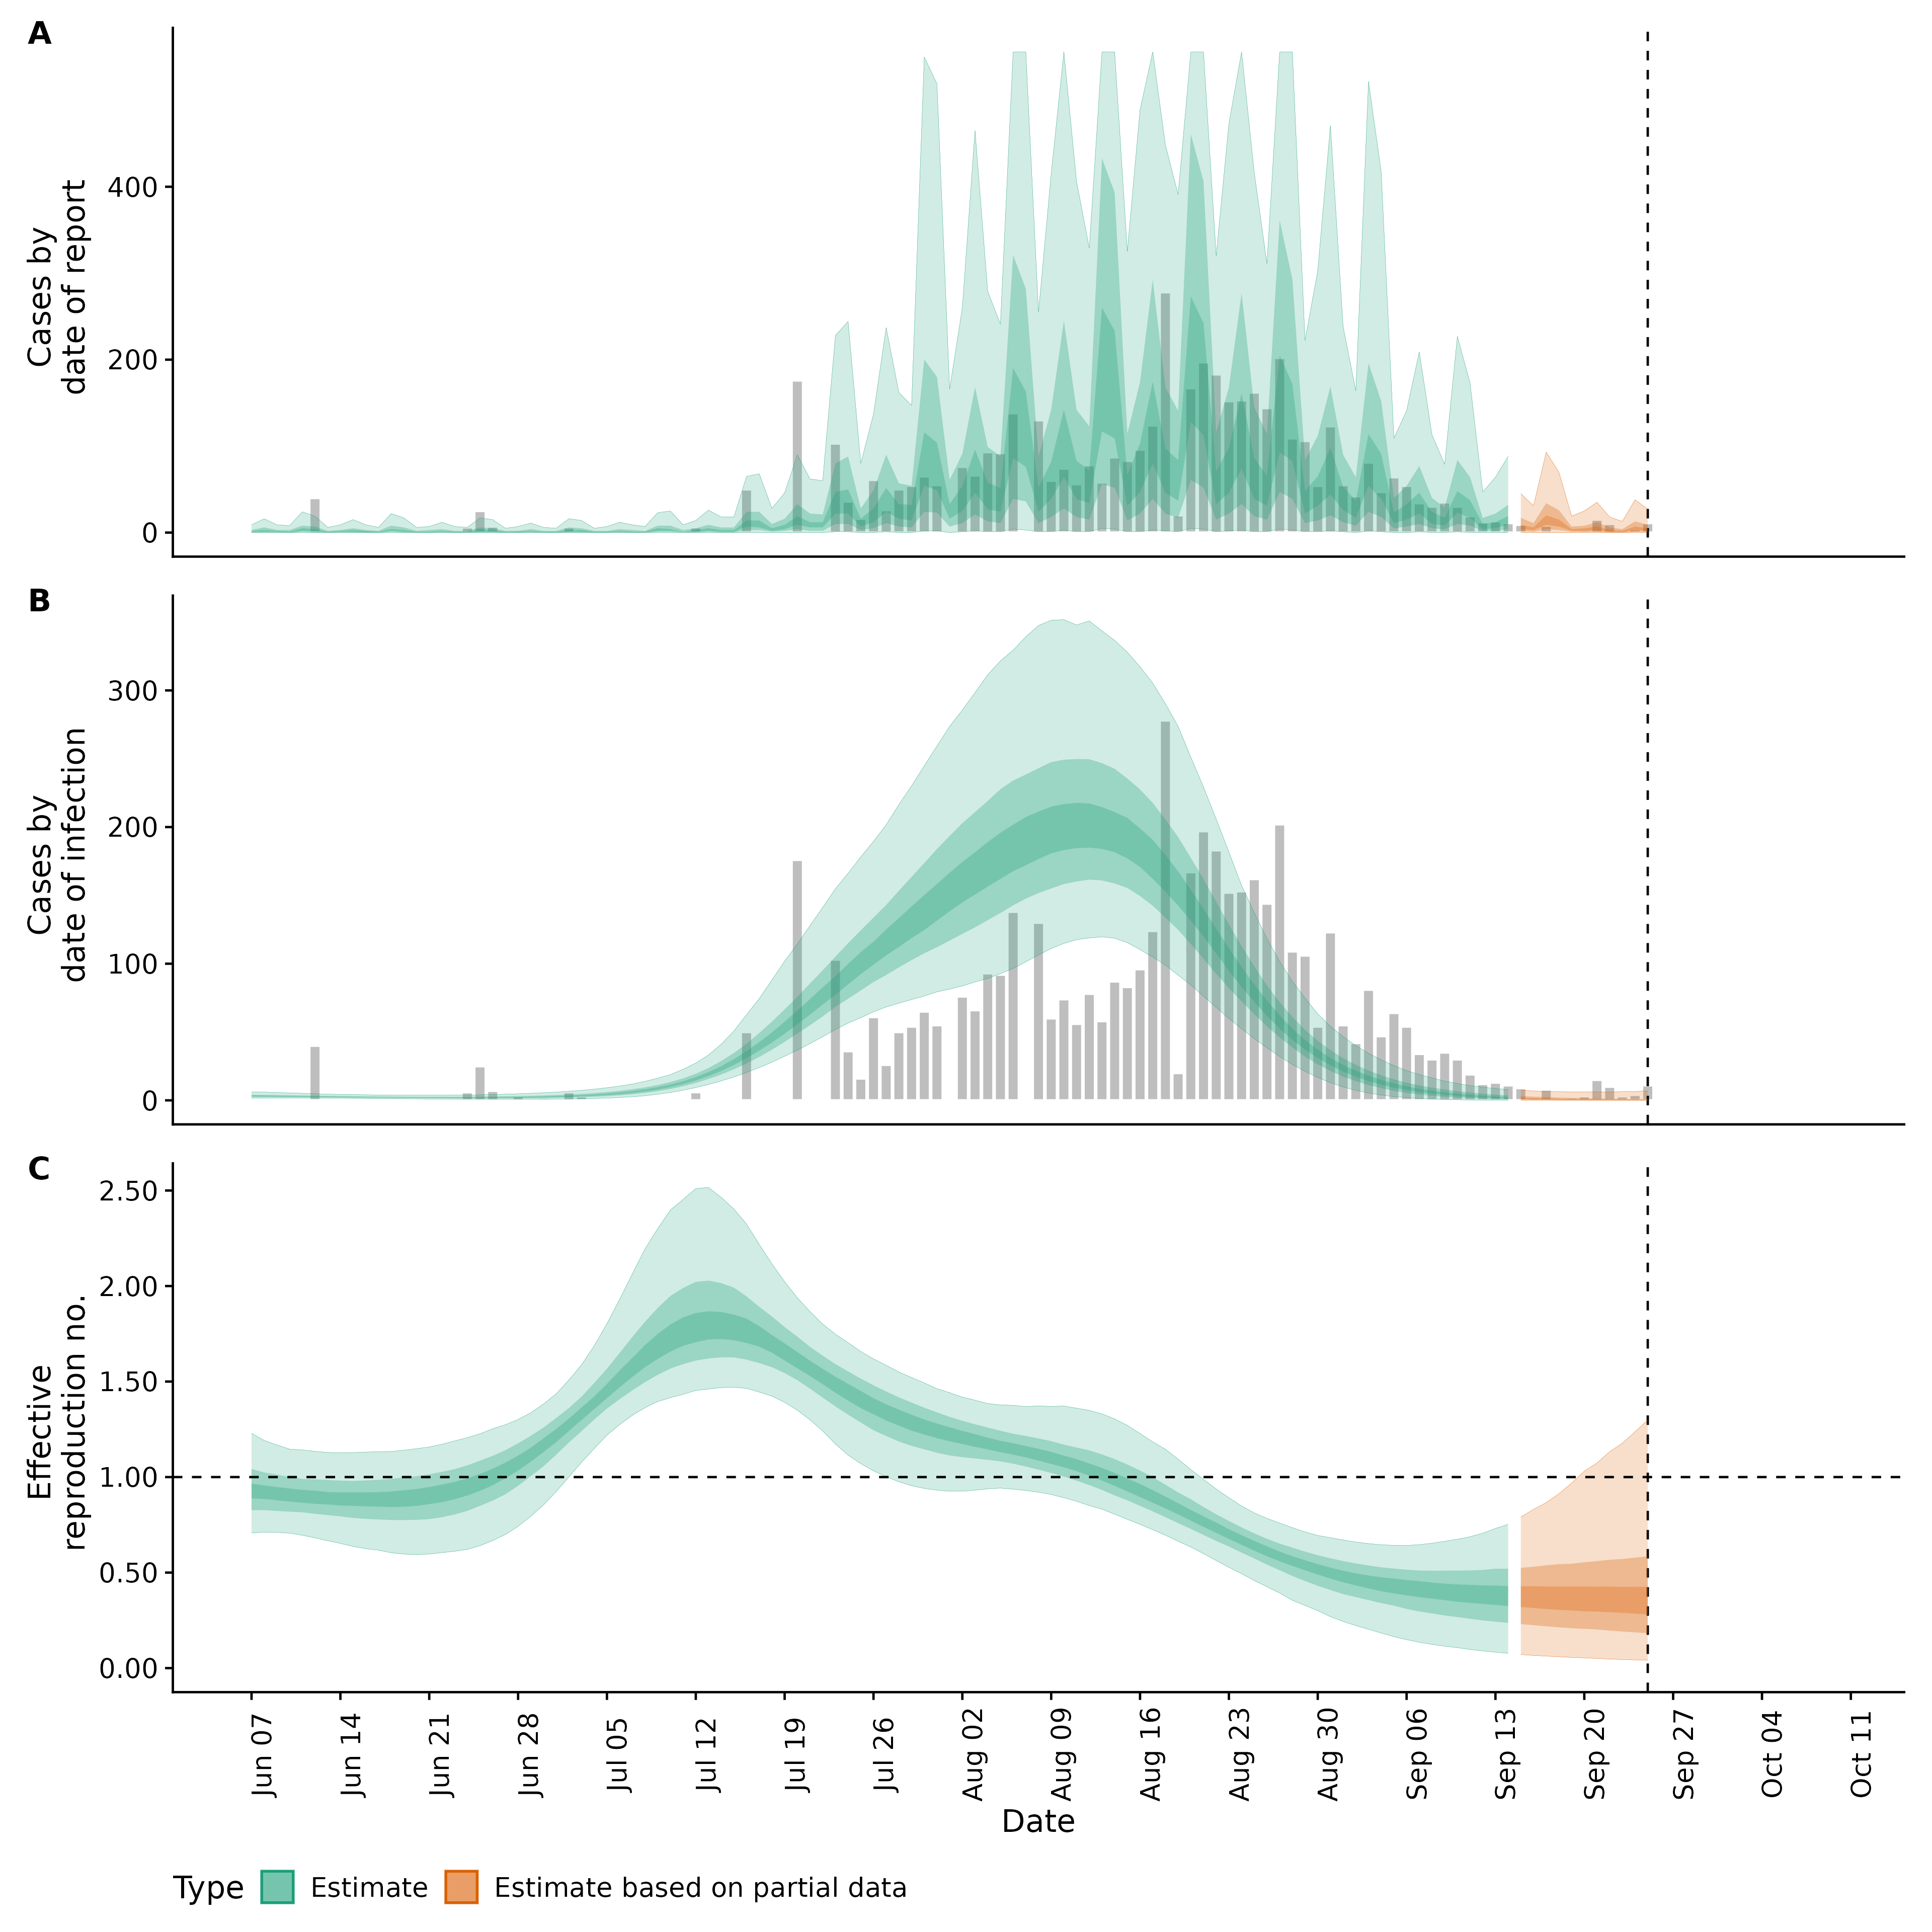 A
Cases by
date of report
400
200
0
B
Cases by
date of infection
300
200
100
0
C
Effective
reproduction no.
2.50
2.00
1.50
1.00
0.50
0.00
Jun 07
Jun 14
Jun 21
Jun 28
Jul 05
Jul 12
Jul 19
Jul 26
Aug 02
Aug 09
Aug 16
Aug 23
Aug 30
Sep 06
Sep 13
Sep 20
Sep 27
Oct 04
Oct 11
Date
Type Estimate Estimate based on partial data